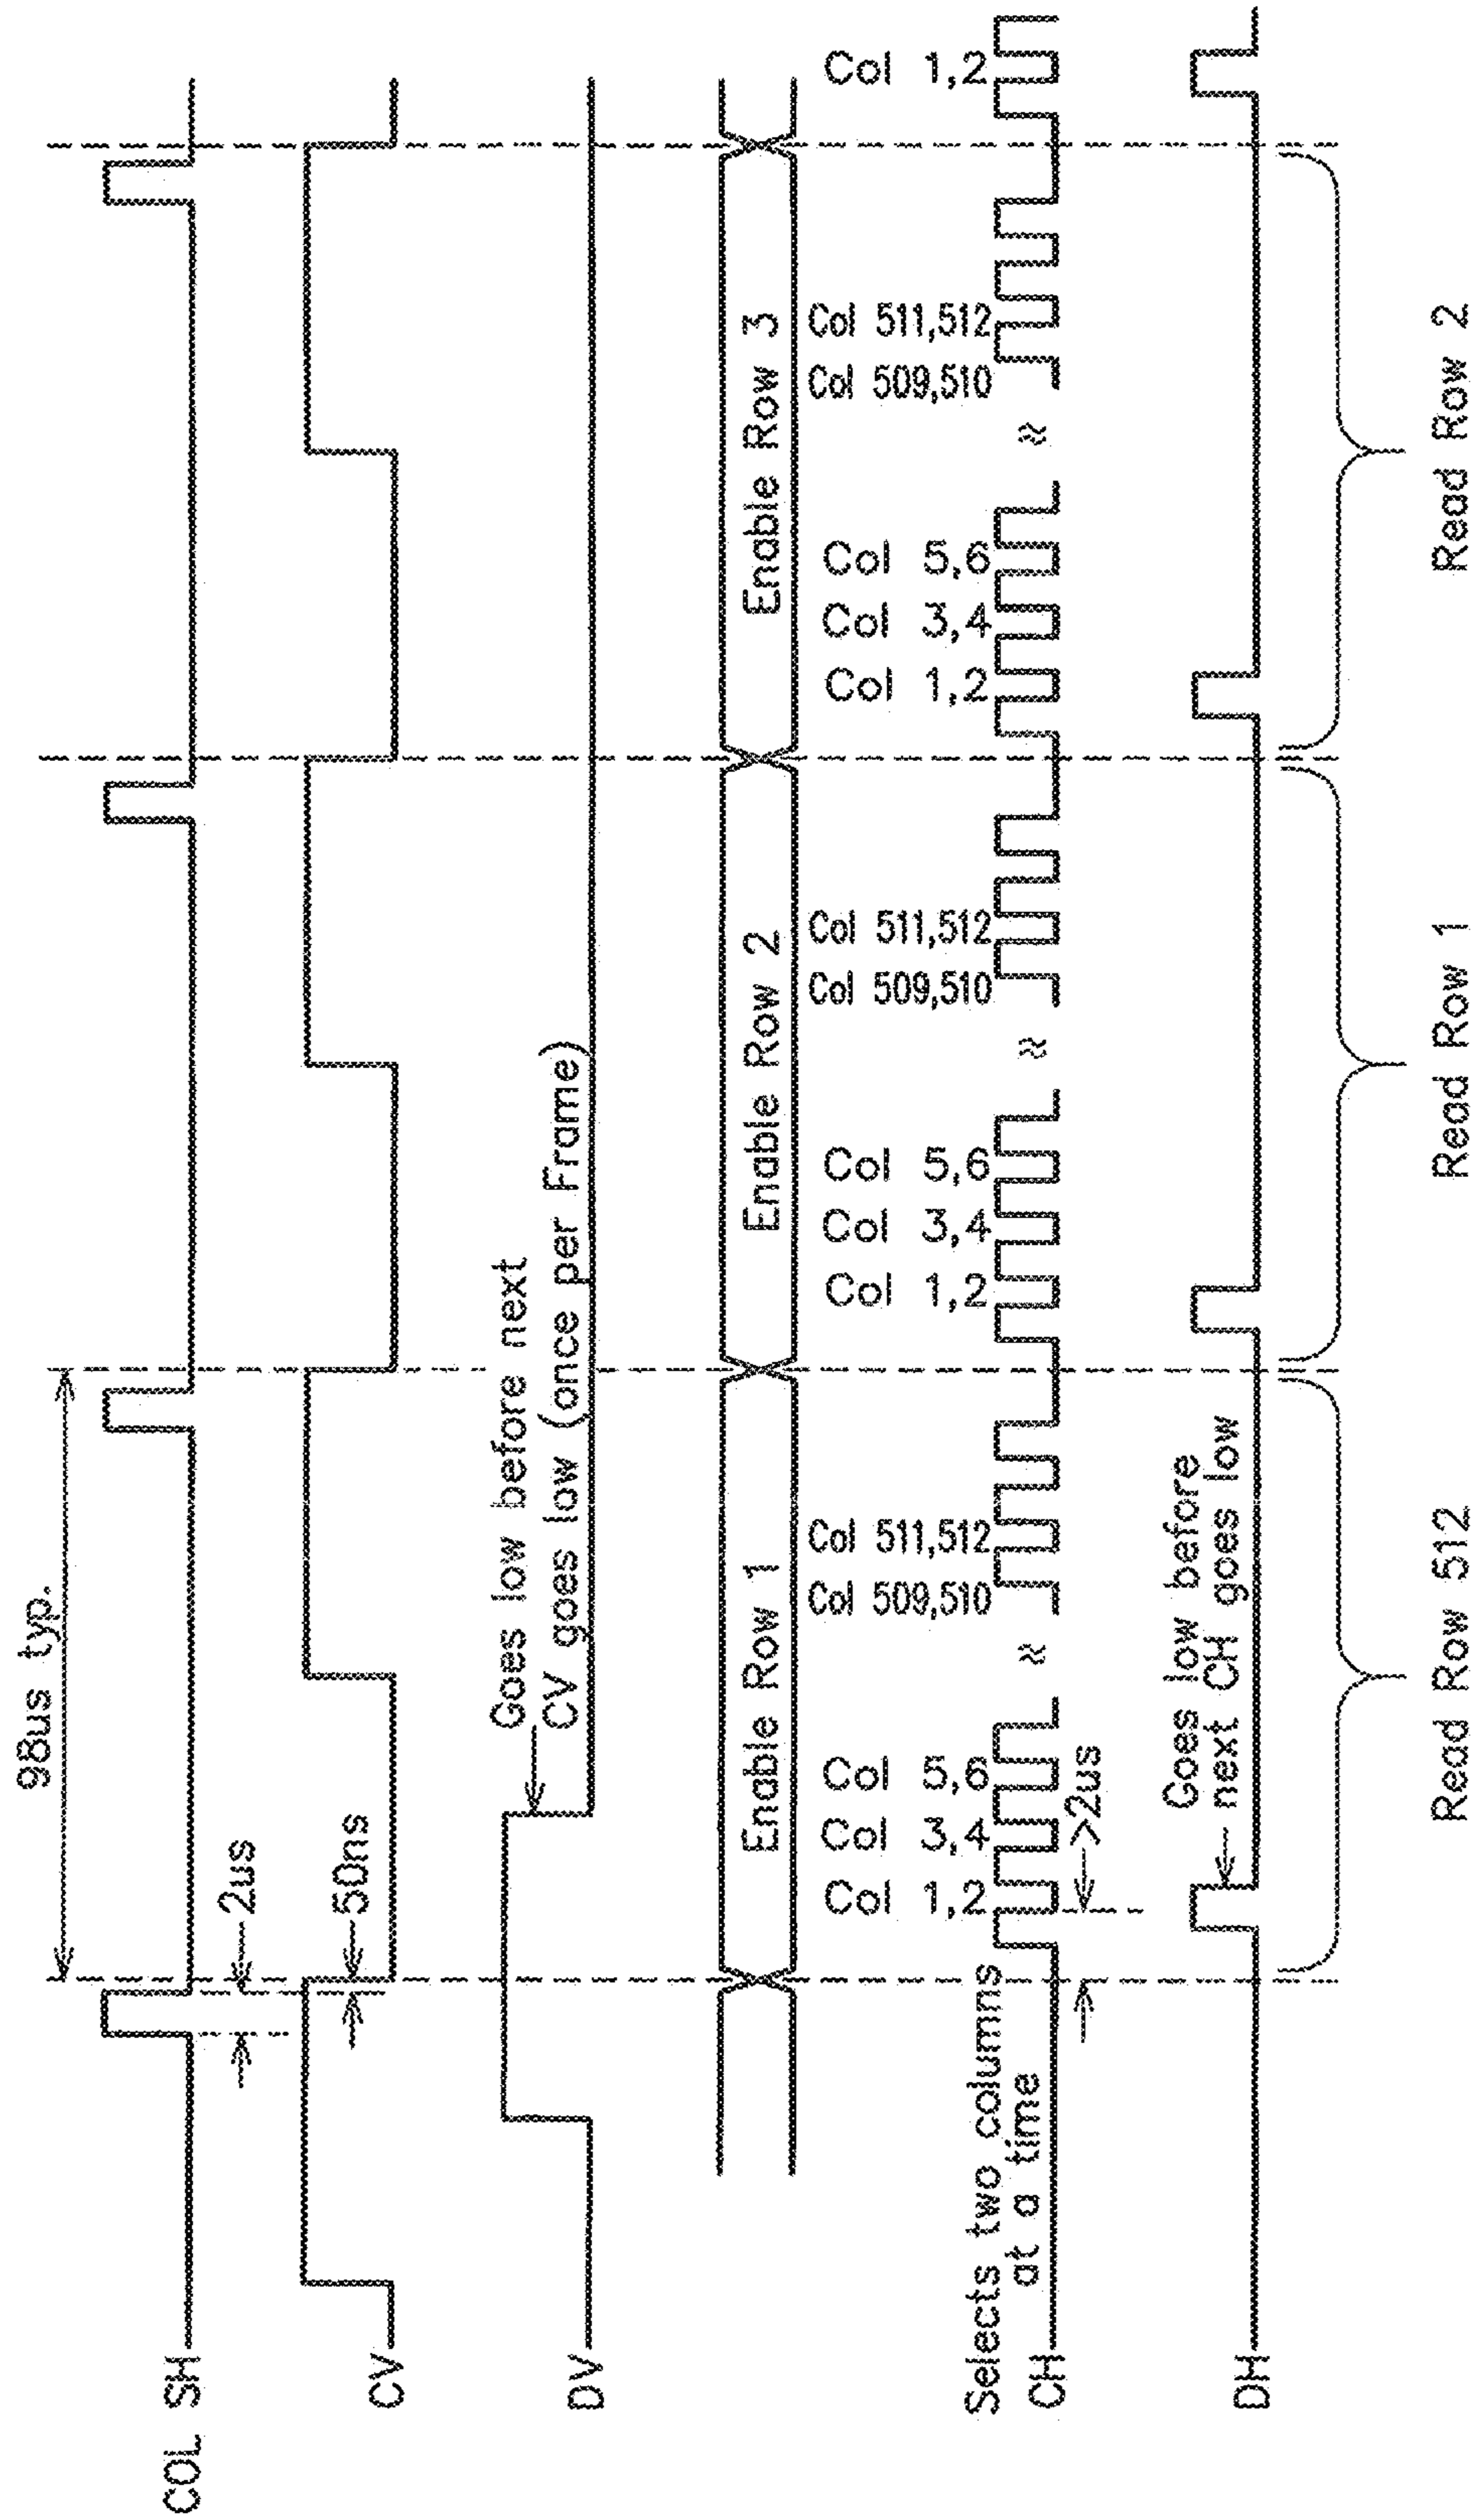 98us typ.
COL SH
2us
CV
50ns
DV
Goes low before next
CV goes low (once per Frame)
Enable Row 1
Enable Row 2
Enable Row 3
Selects two columns
at a time
CH
Col 1,2
Col 3,4
Col 5,6
Col 509,510
Col 511,512
Col 1,2
Col 3,4
Col 5,6
Col 509,510
Col 511,512
Col 1,2
Col 3,4
Col 5,6
Col 509,510
Col 511,512
Col 1,2
>2us
DH
Goes low before
next CH goes low
Read Row 512
Read Row 1
Read Row 2